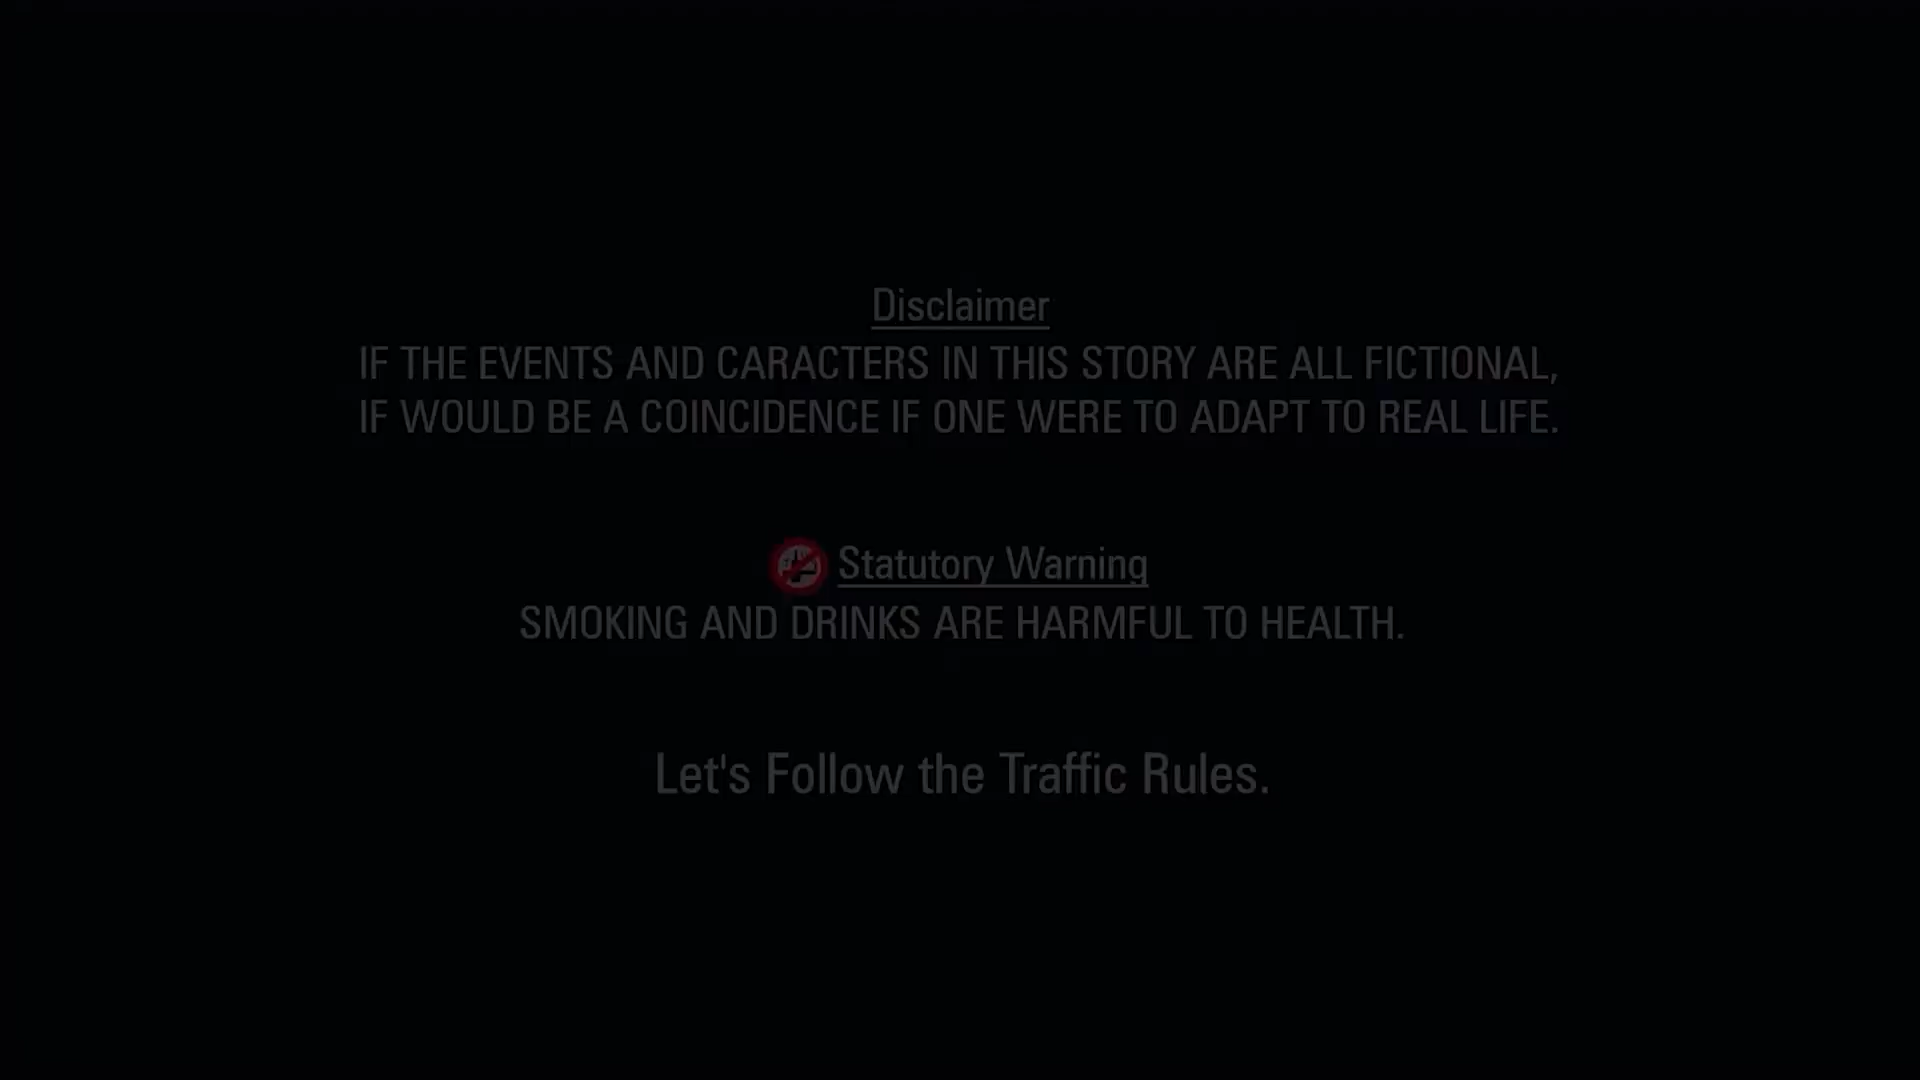 Disclaimer
IF THE EVENTS AND CARACTERS IN THIS STORY ARE ALL FICTIONAL,
IF WOULD BE A COINCIDENCE IF ONE WERE TO ADAPT TO REAL LIFE.
Statutory Warning
SMOKING AND DRINKS ARE HARMFUL TO HEALTH.
Let's Follow the Traffic Rules.